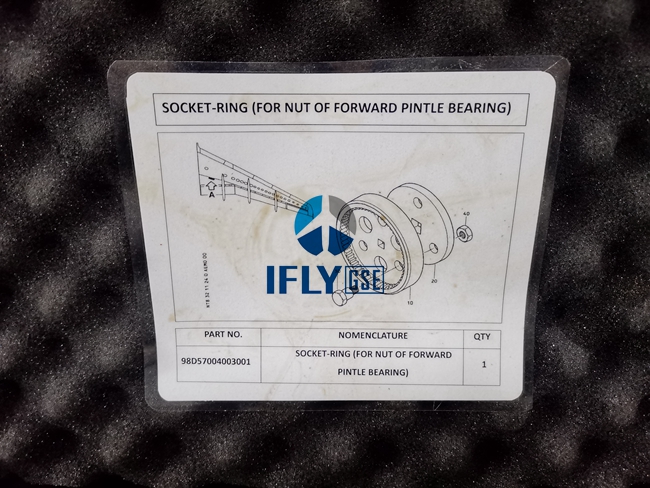 SOCKET-RING (FOR NUT OF FORWARD PINTLE BEARING)
A
40
20
10
IFLY GSE
PART NO. NOMENCLATURE QTY
98D57004003001 SOCKET-RING (FOR NUT OF FORWARD PINTLE BEARING) 1